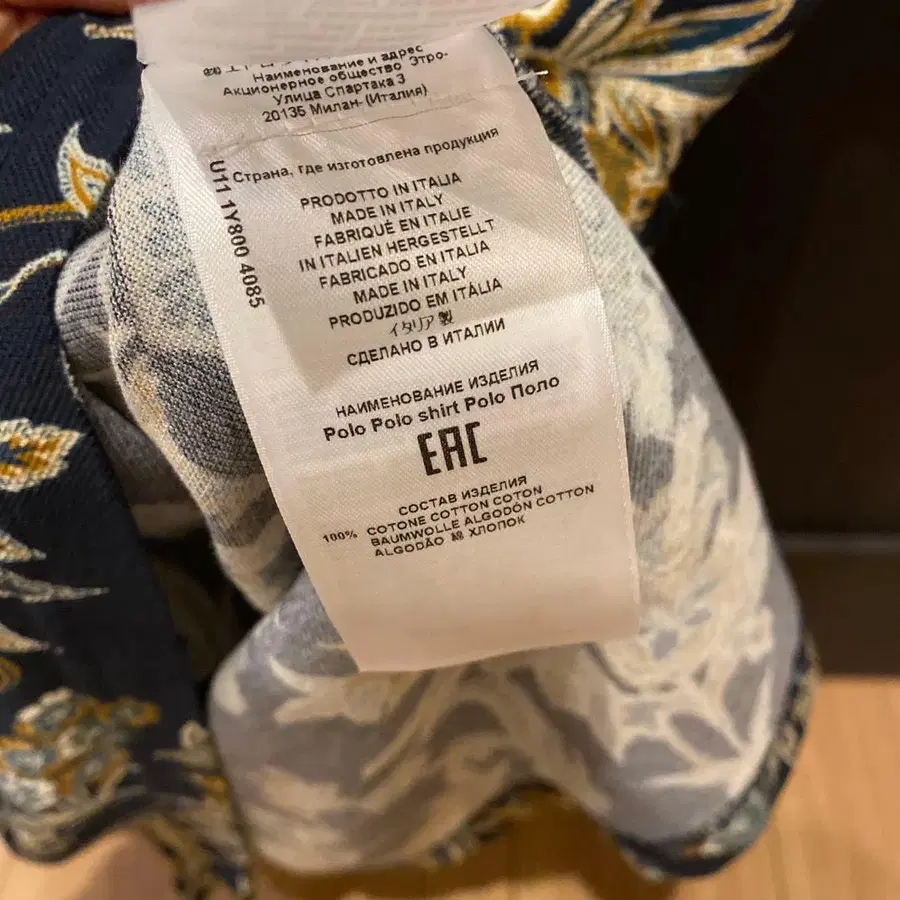 Наименование и адрес
Акционерное общество Этро-
Улица Спартака 3
20135 Милан- (Италия)
Страна, где изготовлена продукция
U11 1Y800 4085
PRODOTTO IN ITALIA
MADE IN ITALY
FABRIQUÉ EN ITALIE
IN ITALIEN HERGESTELLT
FABRICADO EN ITALIA
MADE IN ITALY
PRODUZIDO EM ITÁLIA
イタリア製
СДЕЛАНО В ИТАЛИИ
НАИМЕНОВАНИЕ ИЗДЕЛИЯ
Polo Polo shirt Polo Поло
EAC
СОСТАВ ИЗДЕЛИЯ
100% COTONE COTTON COTON
BAUMWOLLE ALGODÓN COTTON
ALGODÃO 綿 ХЛОПОК